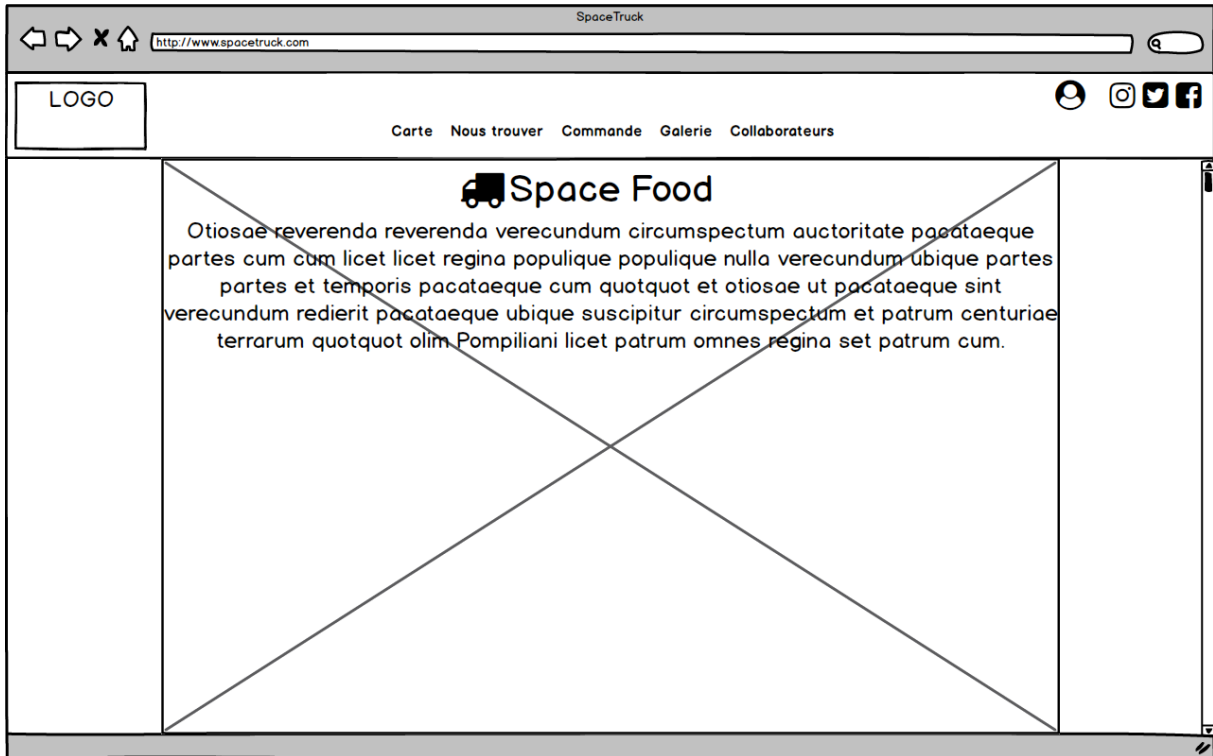 SpaceTruck
http://www.spacetruck.com
LOGO
Carte Nous trouver Commande Galerie Collaborateurs
Space Food
Otiosae reverenda reverenda verecundum circumspectum auctoritate pacataeque
partes cum cum licet licet regina populique populique nulla verecundum ubique partes
partes et temporis pacataeque cum quotquot et otiosae ut pacataeque sint
verecundum redierit pacataeque ubique suscipitur circumspectum et patrum centuriae
terrarum quotquot olim Pompiliani licet patrum omnes regina set patrum cum.